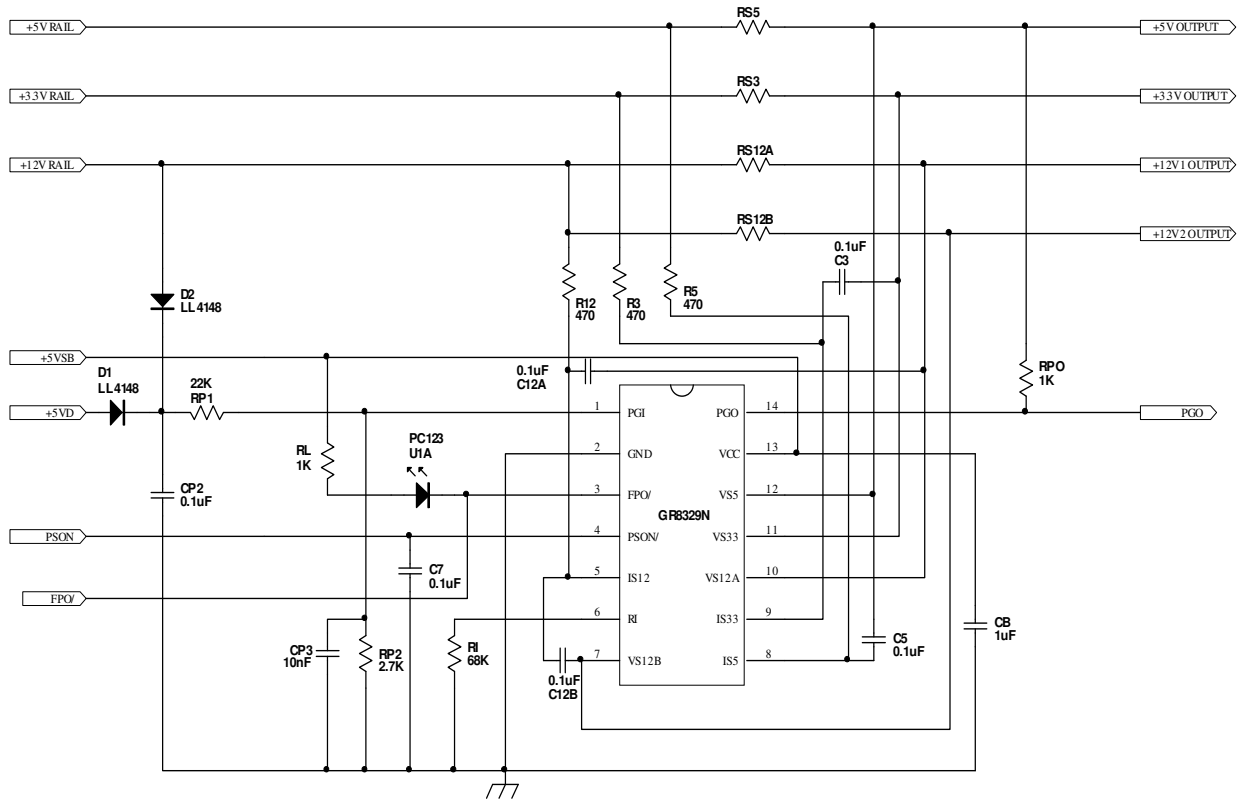 RS5
+5V RAIL
+5V OUTPUT
RS3
+3.3V RAIL
+3.3V OUTPUT
RS12A
+12V RAIL
+12V1 OUTPUT
RS12B
+12V2 OUTPUT
0.1uF
C3
D2
LL4148
R12
470
R3
470
R5
470
+5VSB
D1
LL4148
22K
RP1
0.1uF
C12A
RPO
1K
+5VD
1
PGI
PGO
14
PGO
RL
1K
PC123
U1A
2
GND
VCC
13
CP2
0.1uF
3
FPO/
VS5
12
GR8329N
PSON
4
PSON/
VS33
11
C7
0.1uF
5
IS12
VS12A
10
FPO/
6
RI
IS33
9
CP3
10nF
RP2
2.7K
RI
68K
C5
0.1uF
CB
1uF
7
VS12B
IS5
8
0.1uF
C12B